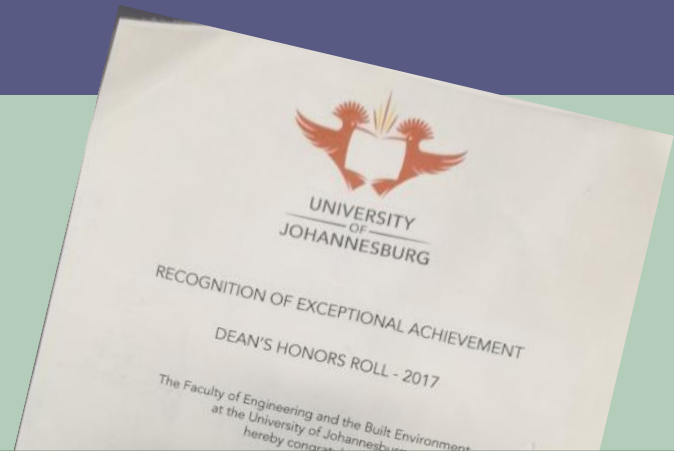 UNIVERSITY
OF
JOHANNESBURG
RECOGNITION OF EXCEPTIONAL ACHIEVEMENT
DEAN'S HONORS ROLL - 2017
The Faculty of Engineering and the Built Environment
at the University of
hereby